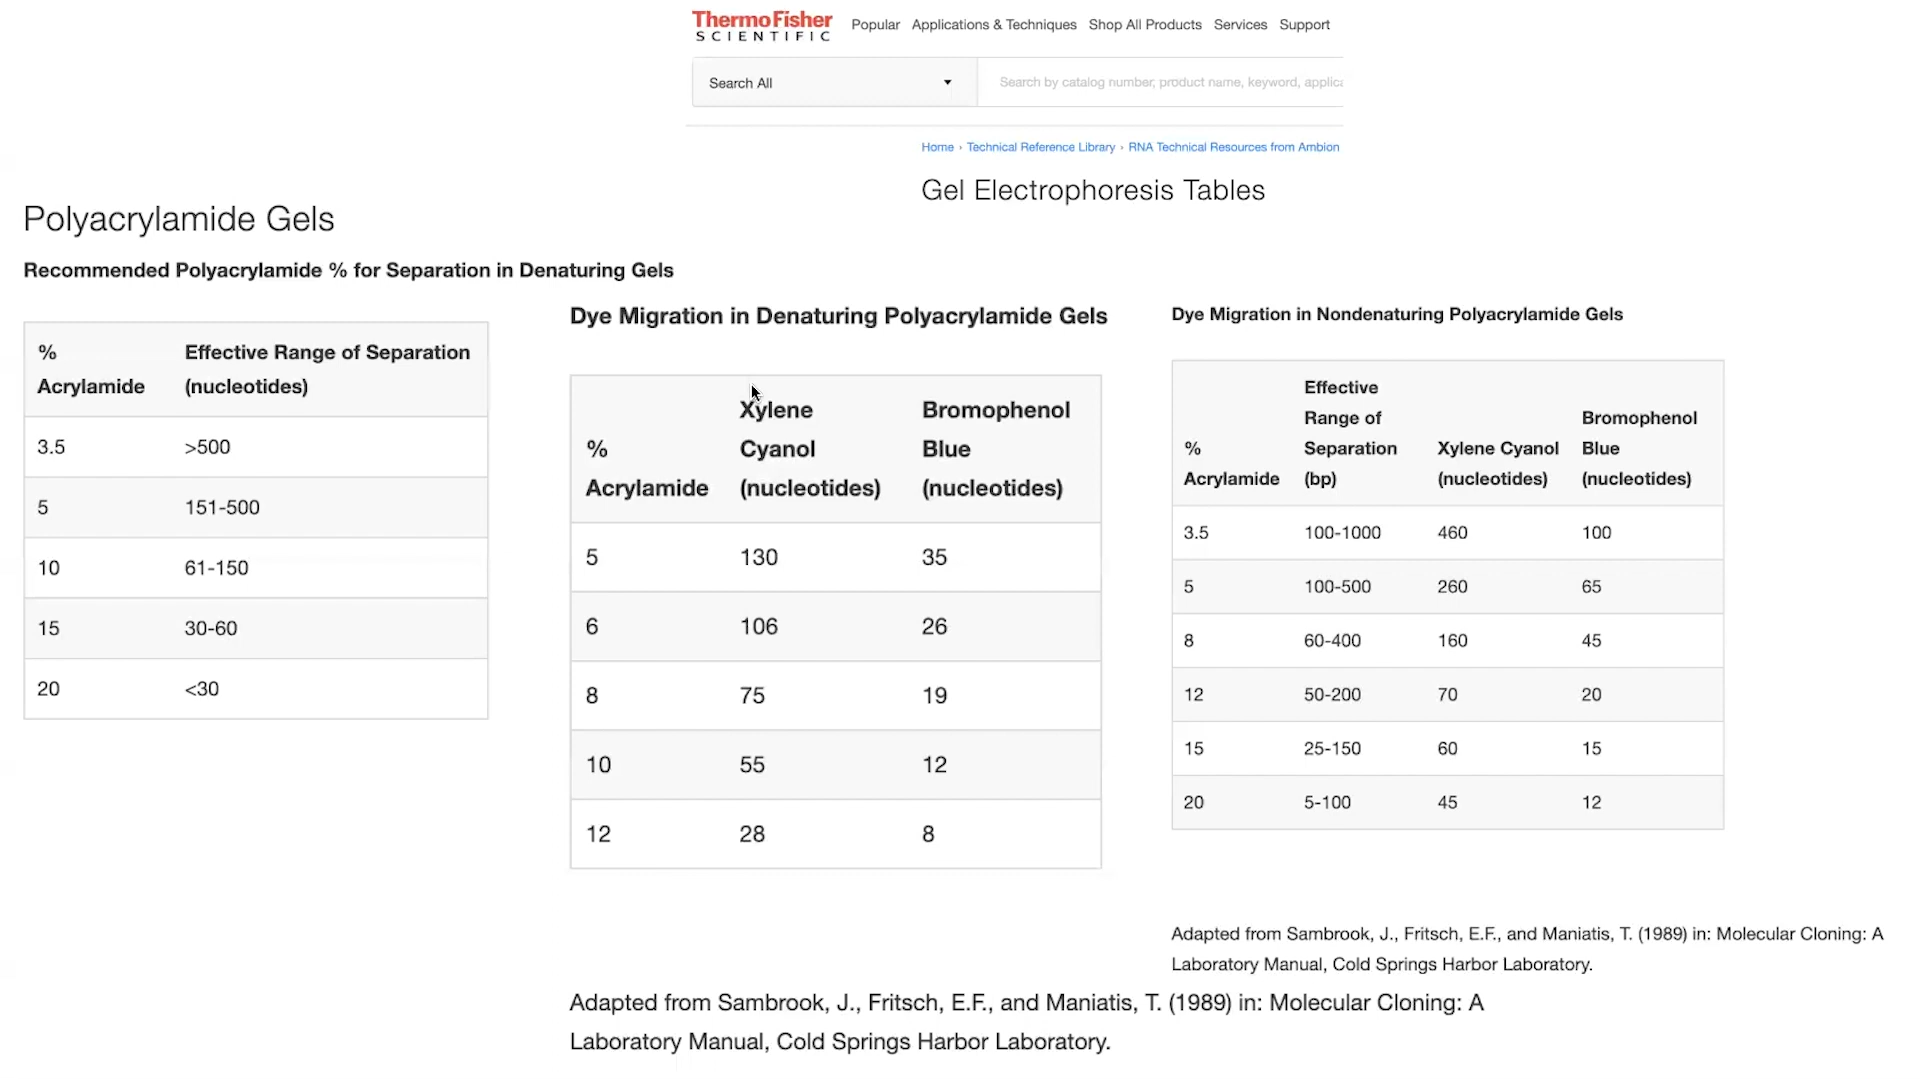 ThermoFisher
SCIENTIFIC
Popular Applications & Techniques Shop All Products Services Support
Search All
Search by catalog number, product name, keyword, applica
Home › Technical Reference Library › RNA Technical Resources from Ambion
Gel Electrophoresis Tables
Polyacrylamide Gels
Recommended Polyacrylamide % for Separation in Denaturing Gels
% Effective Range of Separation
Acrylamide (nucleotides)
3.5 >500
5 151-500
10 61-150
15 30-60
20 <30
Dye Migration in Denaturing Polyacrylamide Gels
Xylene Bromophenol
% Cyanol Blue
Acrylamide (nucleotides) (nucleotides)
5 130 35
6 106 26
8 75 19
10 55 12
12 28 8
Dye Migration in Nondenaturing Polyacrylamide Gels
Effective
Range of Bromophenol
% Separation Xylene Cyanol Blue
Acrylamide (bp) (nucleotides) (nucleotides)
3.5 100-1000 460 100
5 100-500 260 65
8 60-400 160 45
12 50-200 70 20
15 25-150 60 15
20 5-100 45 12
Adapted from Sambrook, J., Fritsch, E.F., and Maniatis, T. (1989) in: Molecular Cloning: A
Laboratory Manual, Cold Springs Harbor Laboratory.
Adapted from Sambrook, J., Fritsch, E.F., and Maniatis, T. (1989) in: Molecular Cloning: A
Laboratory Manual, Cold Springs Harbor Laboratory.